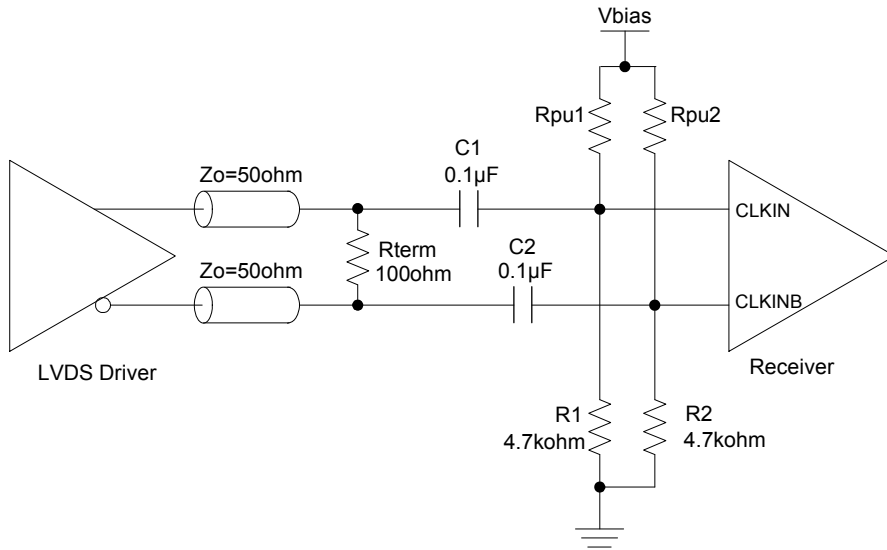 Vbias
Rpu1
Rpu2
C1
0.1µF
Zo=50ohm
CLKIN
Rterm
100ohm
C2
0.1µF
Zo=50ohm
CLKINB
LVDS Driver
Receiver
R1
4.7kohm
R2
4.7kohm